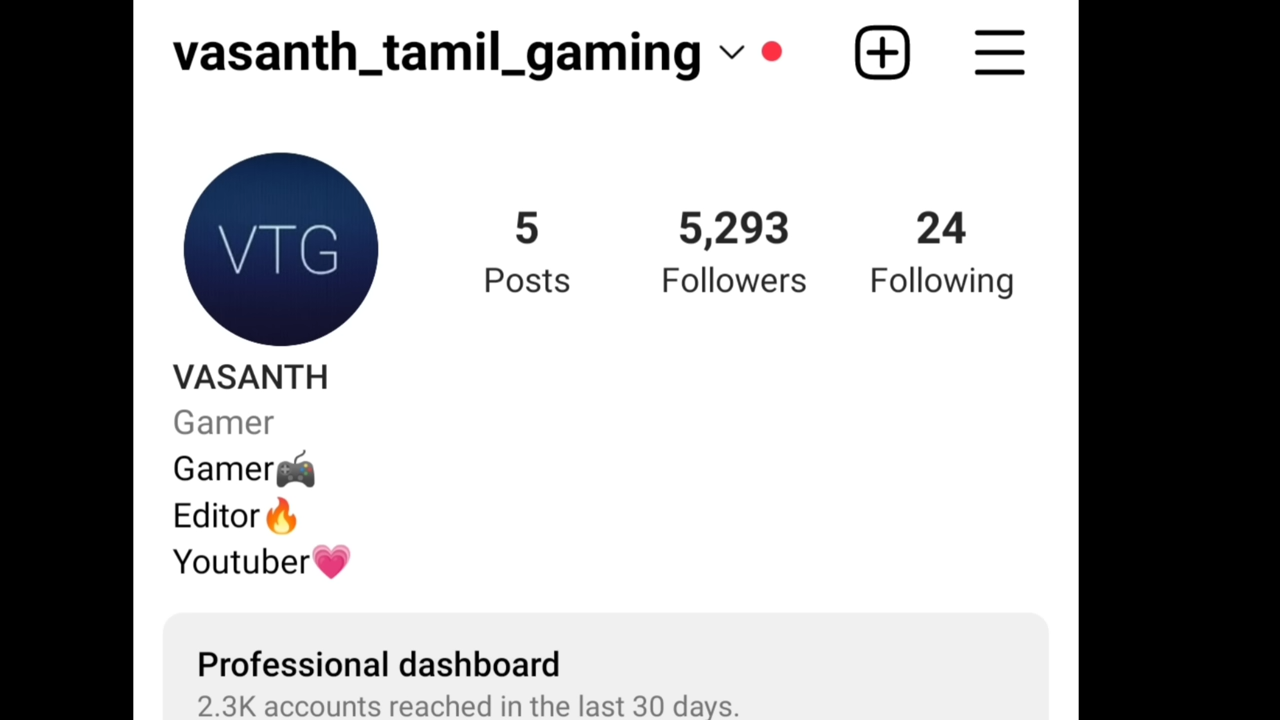 vasanth_tamil_gaming
VTG
5 5,293 24
Posts Followers Following
VASANTH
Gamer
Gamer🎮
Editor🔥
Youtuber💗
Professional dashboard
2.3K accounts reached in the last 30 days.